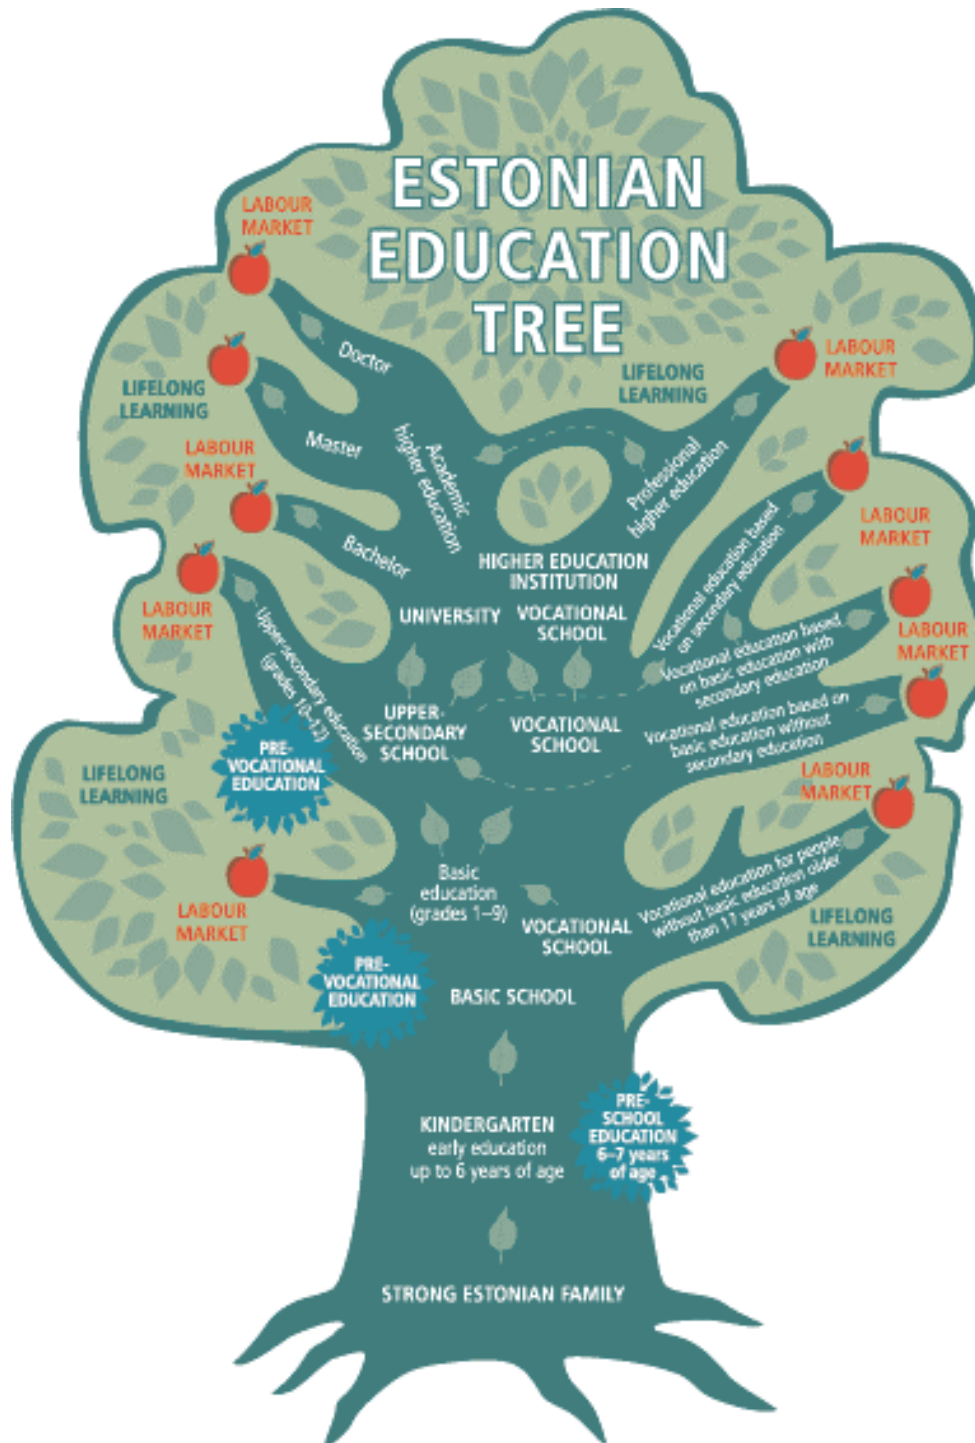 ESTONIAN
EDUCATION
TREE
LABOUR
MARKET
Doctor
LIFELONG
LEARNING
Master
LABOUR
MARKET
Bachelor
Academic
higher education
LIFELONG
LEARNING
LABOUR
MARKET
Professional
higher education
HIGHER EDUCATION
INSTITUTION
UNIVERSITY
VOCATIONAL
SCHOOL
LABOUR
MARKET
Upper-secondary education
(grades 10–12)
LABOUR
MARKET
Vocational education based
on secondary education
LABOUR
MARKET
Vocational education based
on basic education with
secondary education
Vocational education based on
basic education without
secondary education
UPPER-
SECONDARY
SCHOOL
VOCATIONAL
SCHOOL
PRE-
VOCATIONAL
EDUCATION
LIFELONG
LEARNING
LABOUR
MARKET
Vocational education for people
without basic education older
than 17 years of age
LIFELONG
LEARNING
LABOUR
MARKET
Basic
education
(grades 1–9)
VOCATIONAL
SCHOOL
PRE-
VOCATIONAL
EDUCATION
BASIC SCHOOL
KINDERGARTEN
early education
up to 6 years of age
PRE-
SCHOOL
EDUCATION
6–7 years
of age
STRONG ESTONIAN FAMILY